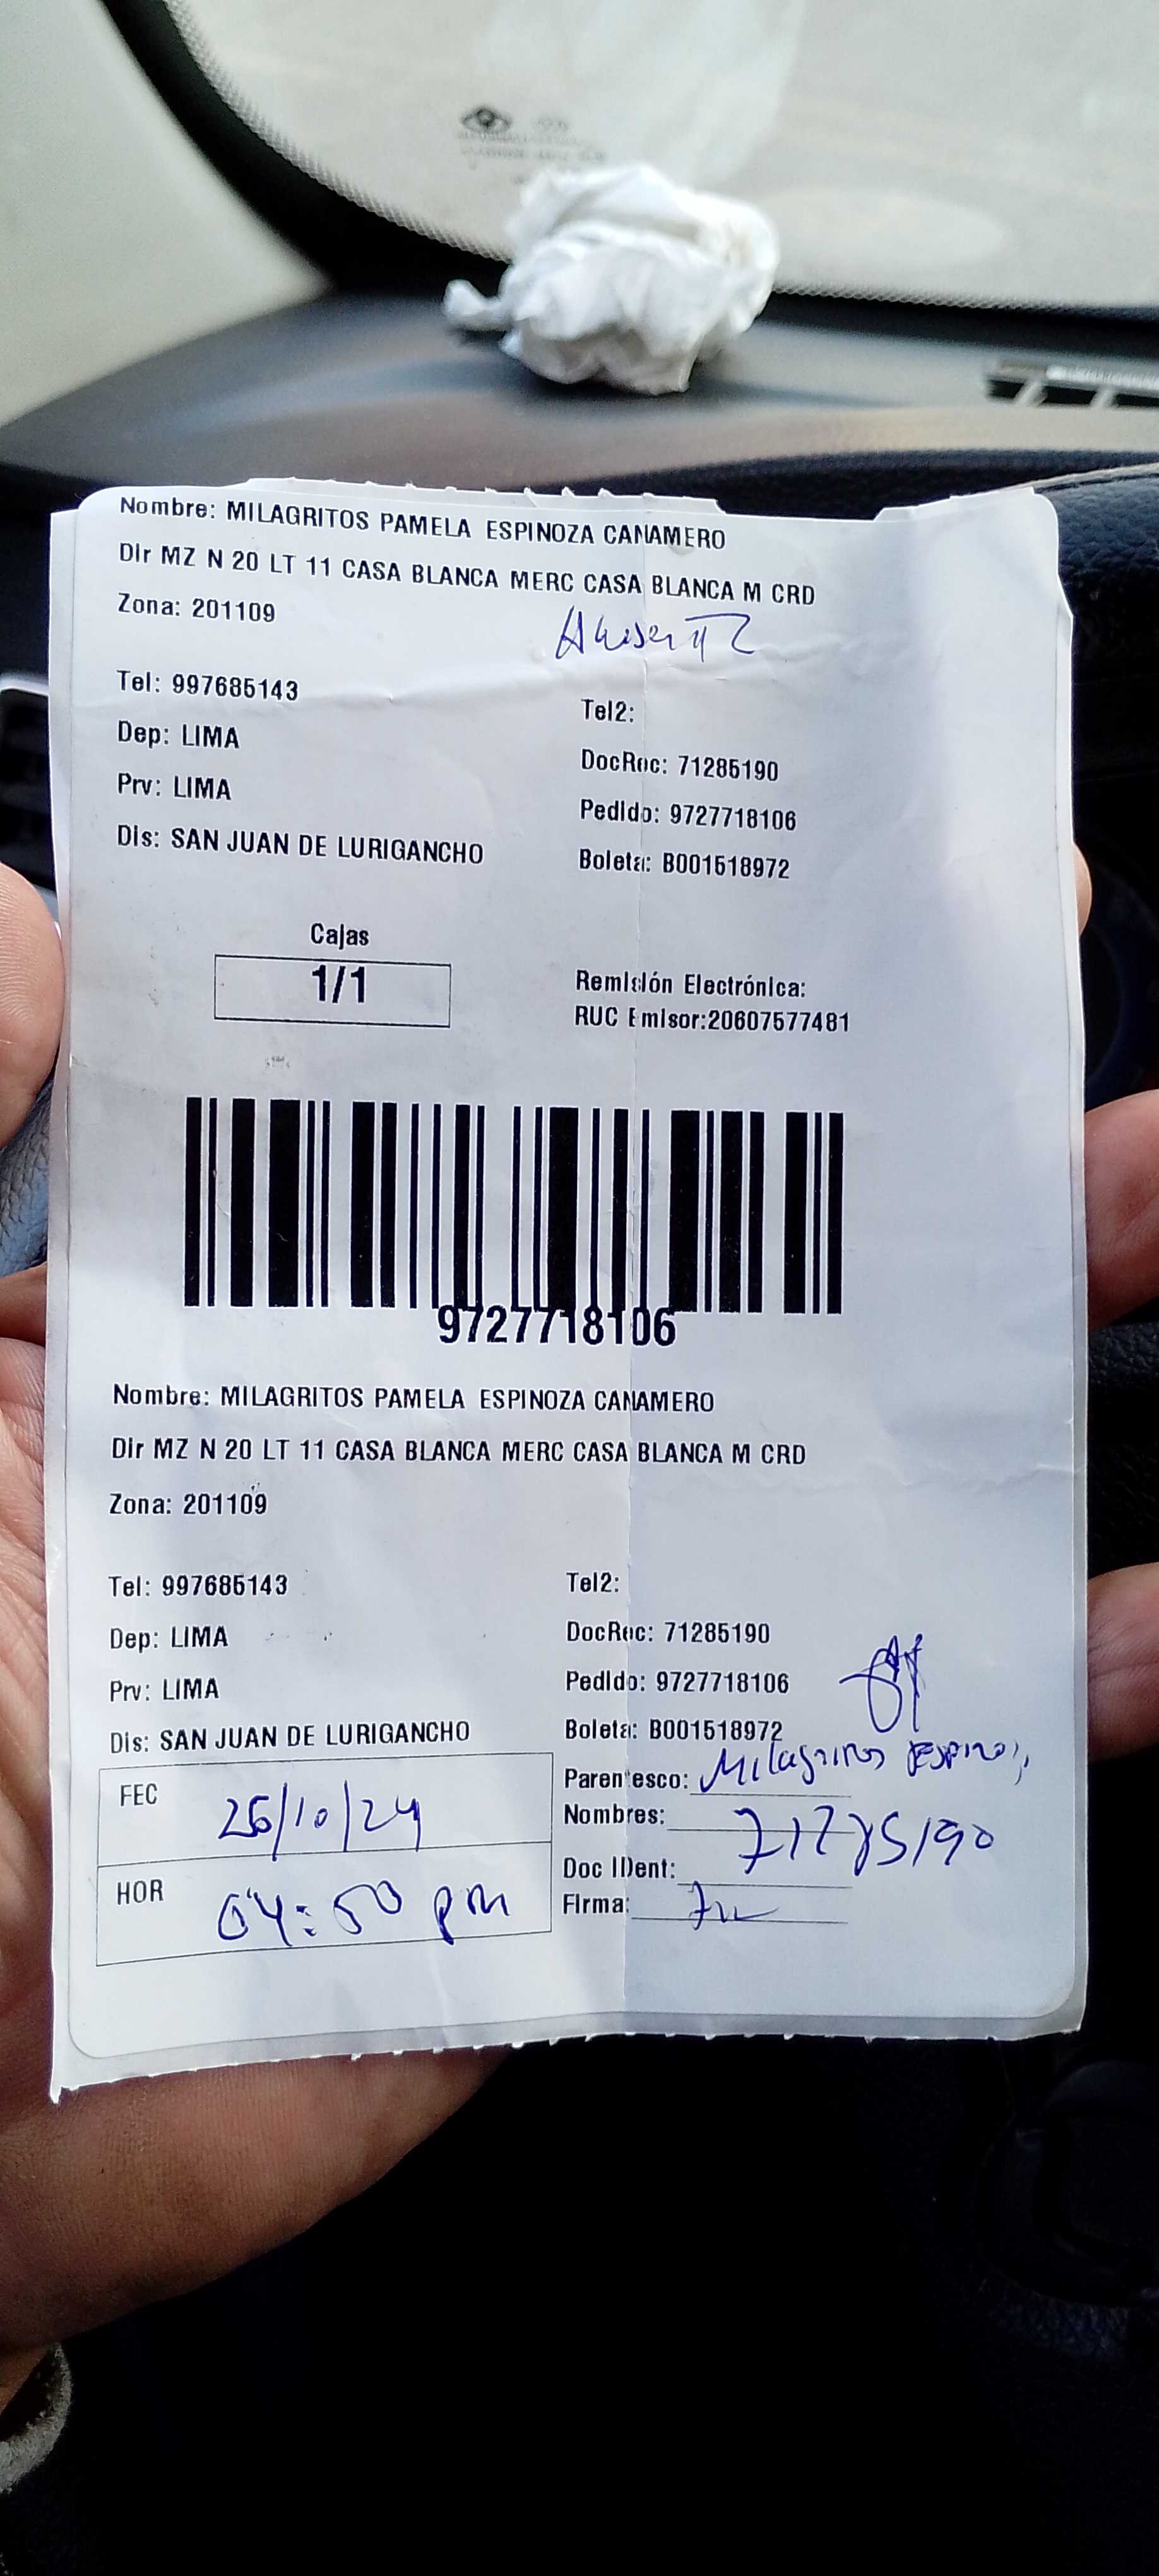 Nombre: MILAGRITOS PAMELA ESPINOZA CANAMERO
Dir MZ N 20 LT 11 CASA BLANCA MERC CASA BLANCA M CRD
Zona: 201109
Tel: 997685143
Tel2:
Dep: LIMA
DocRec: 71285190
Prv: LIMA
Pedido: 9727718106
Dis: SAN JUAN DE LURIGANCHO
Boleta: B001518972
Cajas
1/1
Remisión Electrónica:
RUC Emisor:20607577481
9727718106
Nombre: MILAGRITOS PAMELA ESPINOZA CANAMERO
Dir MZ N 20 LT 11 CASA BLANCA MERC CASA BLANCA M CRD
Zona: 201109
Tel: 997685143
Tel2:
Dep: LIMA
DocRec: 71285190
Prv: LIMA
Pedido: 9727718106
Dis: SAN JUAN DE LURIGANCHO
Boleta: B001518972
FEC 25/10/24
Parentesco: Milagritos Espinoza
Nombres:
71285190
HOR 04:50 pm
Doc IDent:
Firma: